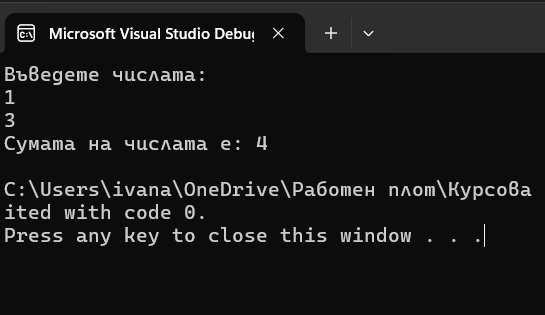 Microsoft Visual Studio Debug
Въведете числата:
1
3
Сумата на числата е: 4
C:\Users\ivana\OneDrive\Работен плот\Курсова
ited with code 0.
Press any key to close this window . . .